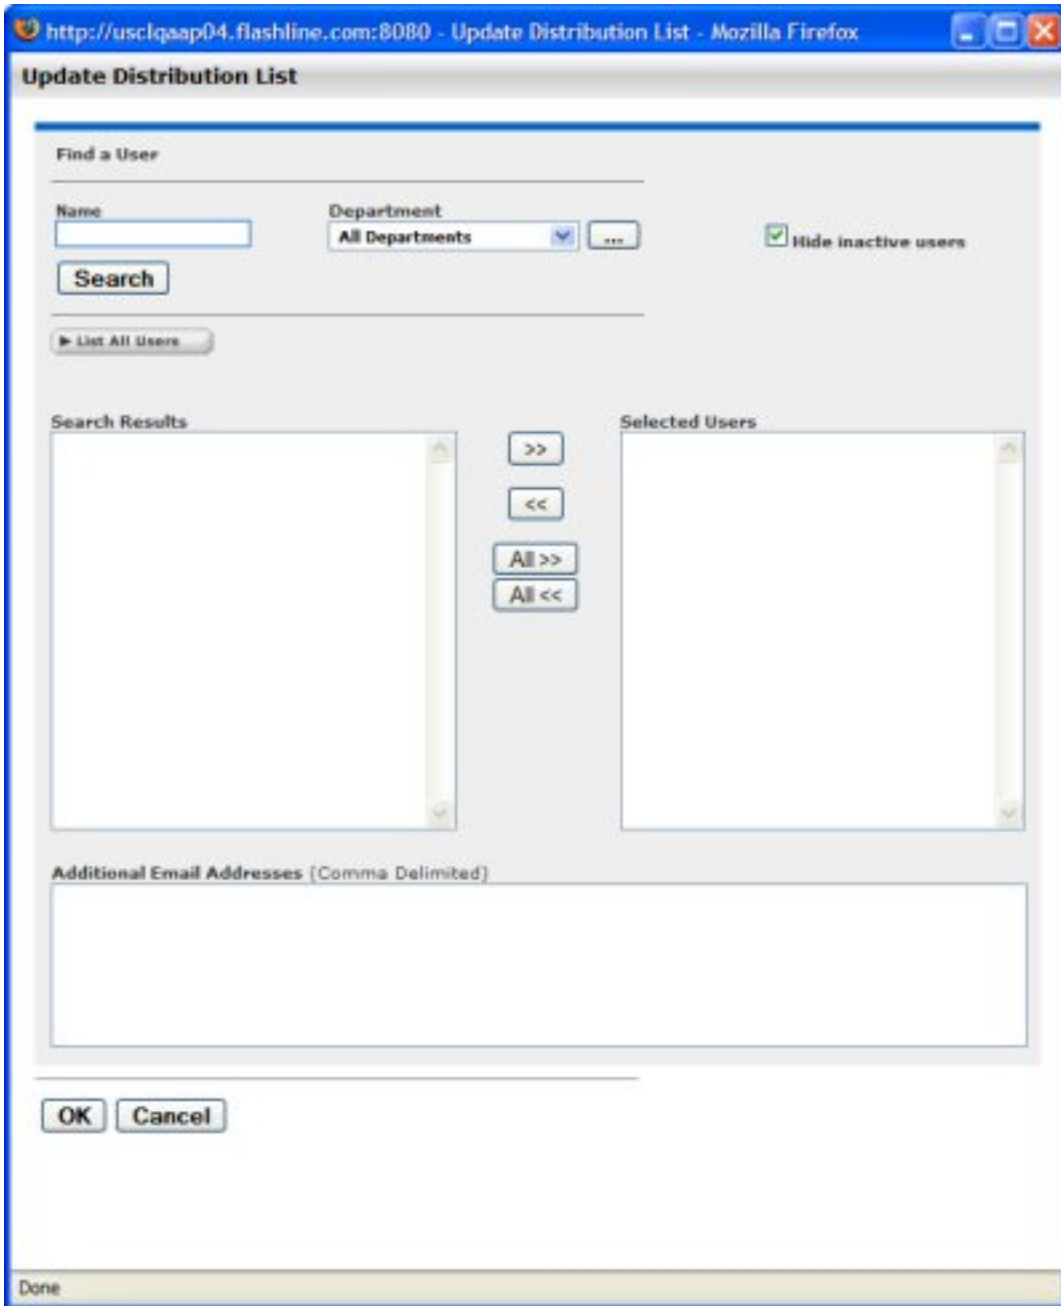 http://usclqaap04.flashline.com:8080 - Update Distribution List - Mozilla Firefox
Update Distribution List
Find a User
Name Department
All Departments ... Hide inactive users
Search
List All Users
Search Results Selected Users
>>
<<
All >>
All <<
Additional Email Addresses (Comma Delimited)
OK Cancel
Done